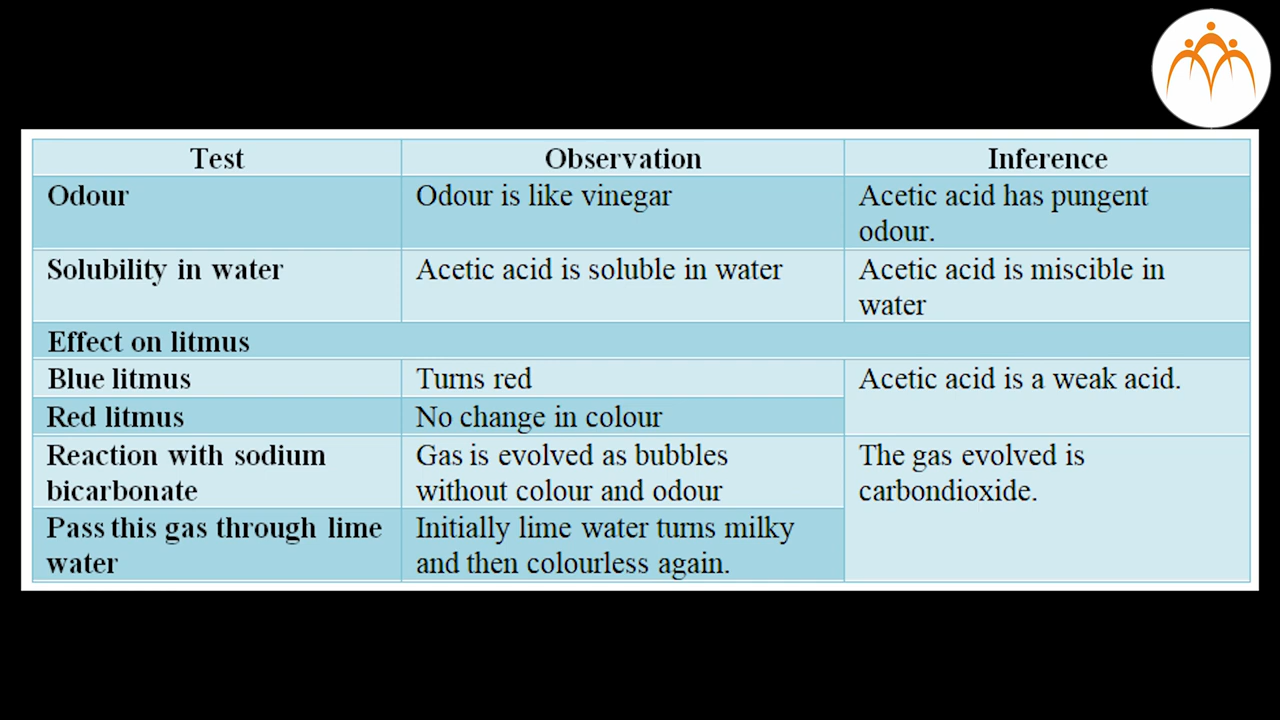 Test Observation Inference
Odour Odour is like vinegar Acetic acid has pungent
odour.
Solubility in water Acetic acid is soluble in water Acetic acid is miscible in
water
Effect on litmus
Blue litmus Turns red Acetic acid is a weak acid.
Red litmus No change in colour
Reaction with sodium Gas is evolved as bubbles The gas evolved is
bicarbonate without colour and odour carbondioxide.
Pass this gas through lime Initially lime water turns milky
water and then colourless again.